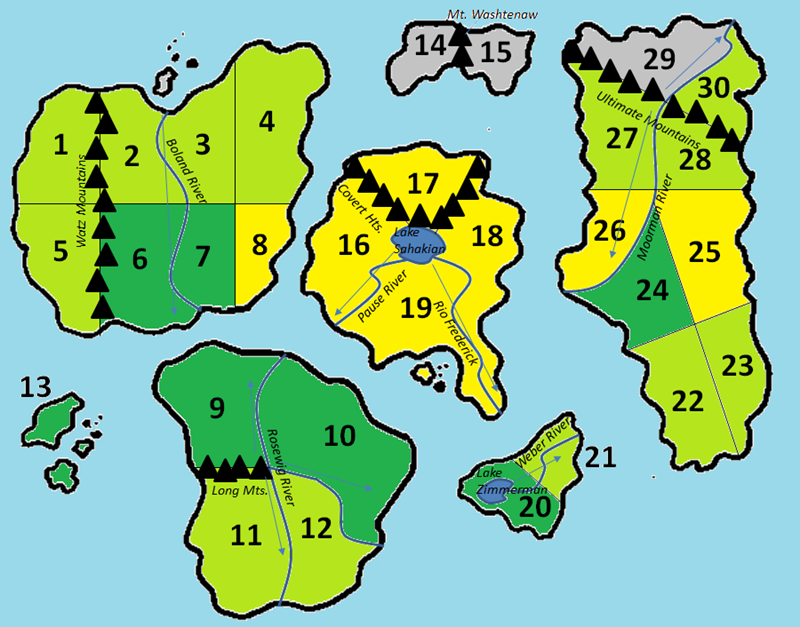 Mt. Washtenaw
14
15
29
30
Ultimate Mountains
27
28
Moorman River
26
25
24
23
22
1
2
3
4
Watz Mountains
Boland River
5
6
7
8
17
Covert Hts.
Lake
Sahakian
16
18
Pause River
19
Rio Frederick
13
9
10
Rosewig River
Long Mts.
11
12
Weber River
21
Lake
Zimmerman
20